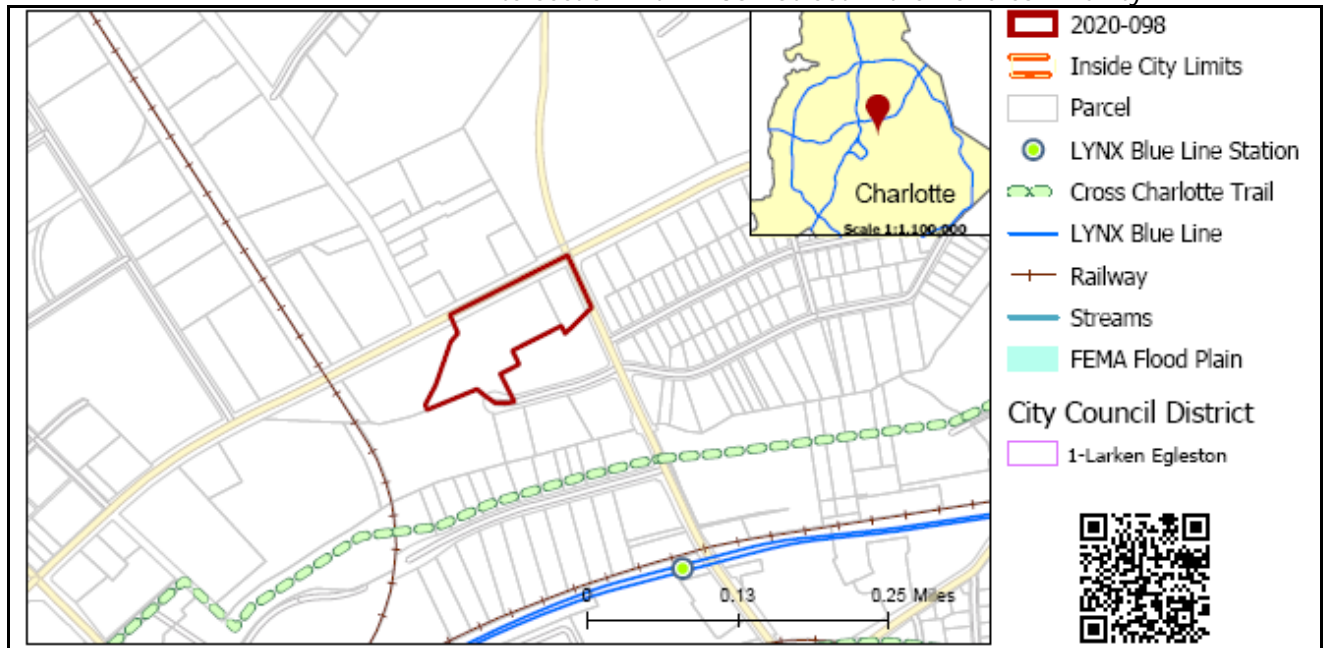 2020-098
Inside City Limits
Parcel
LYNX Blue Line Station
Cross Charlotte Trail
LYNX Blue Line
Railway
Streams
FEMA Flood Plain
City Council District
1-Larken Egleston
Charlotte
Scale 1:1,100,000
0 0.13 0.25 Miles